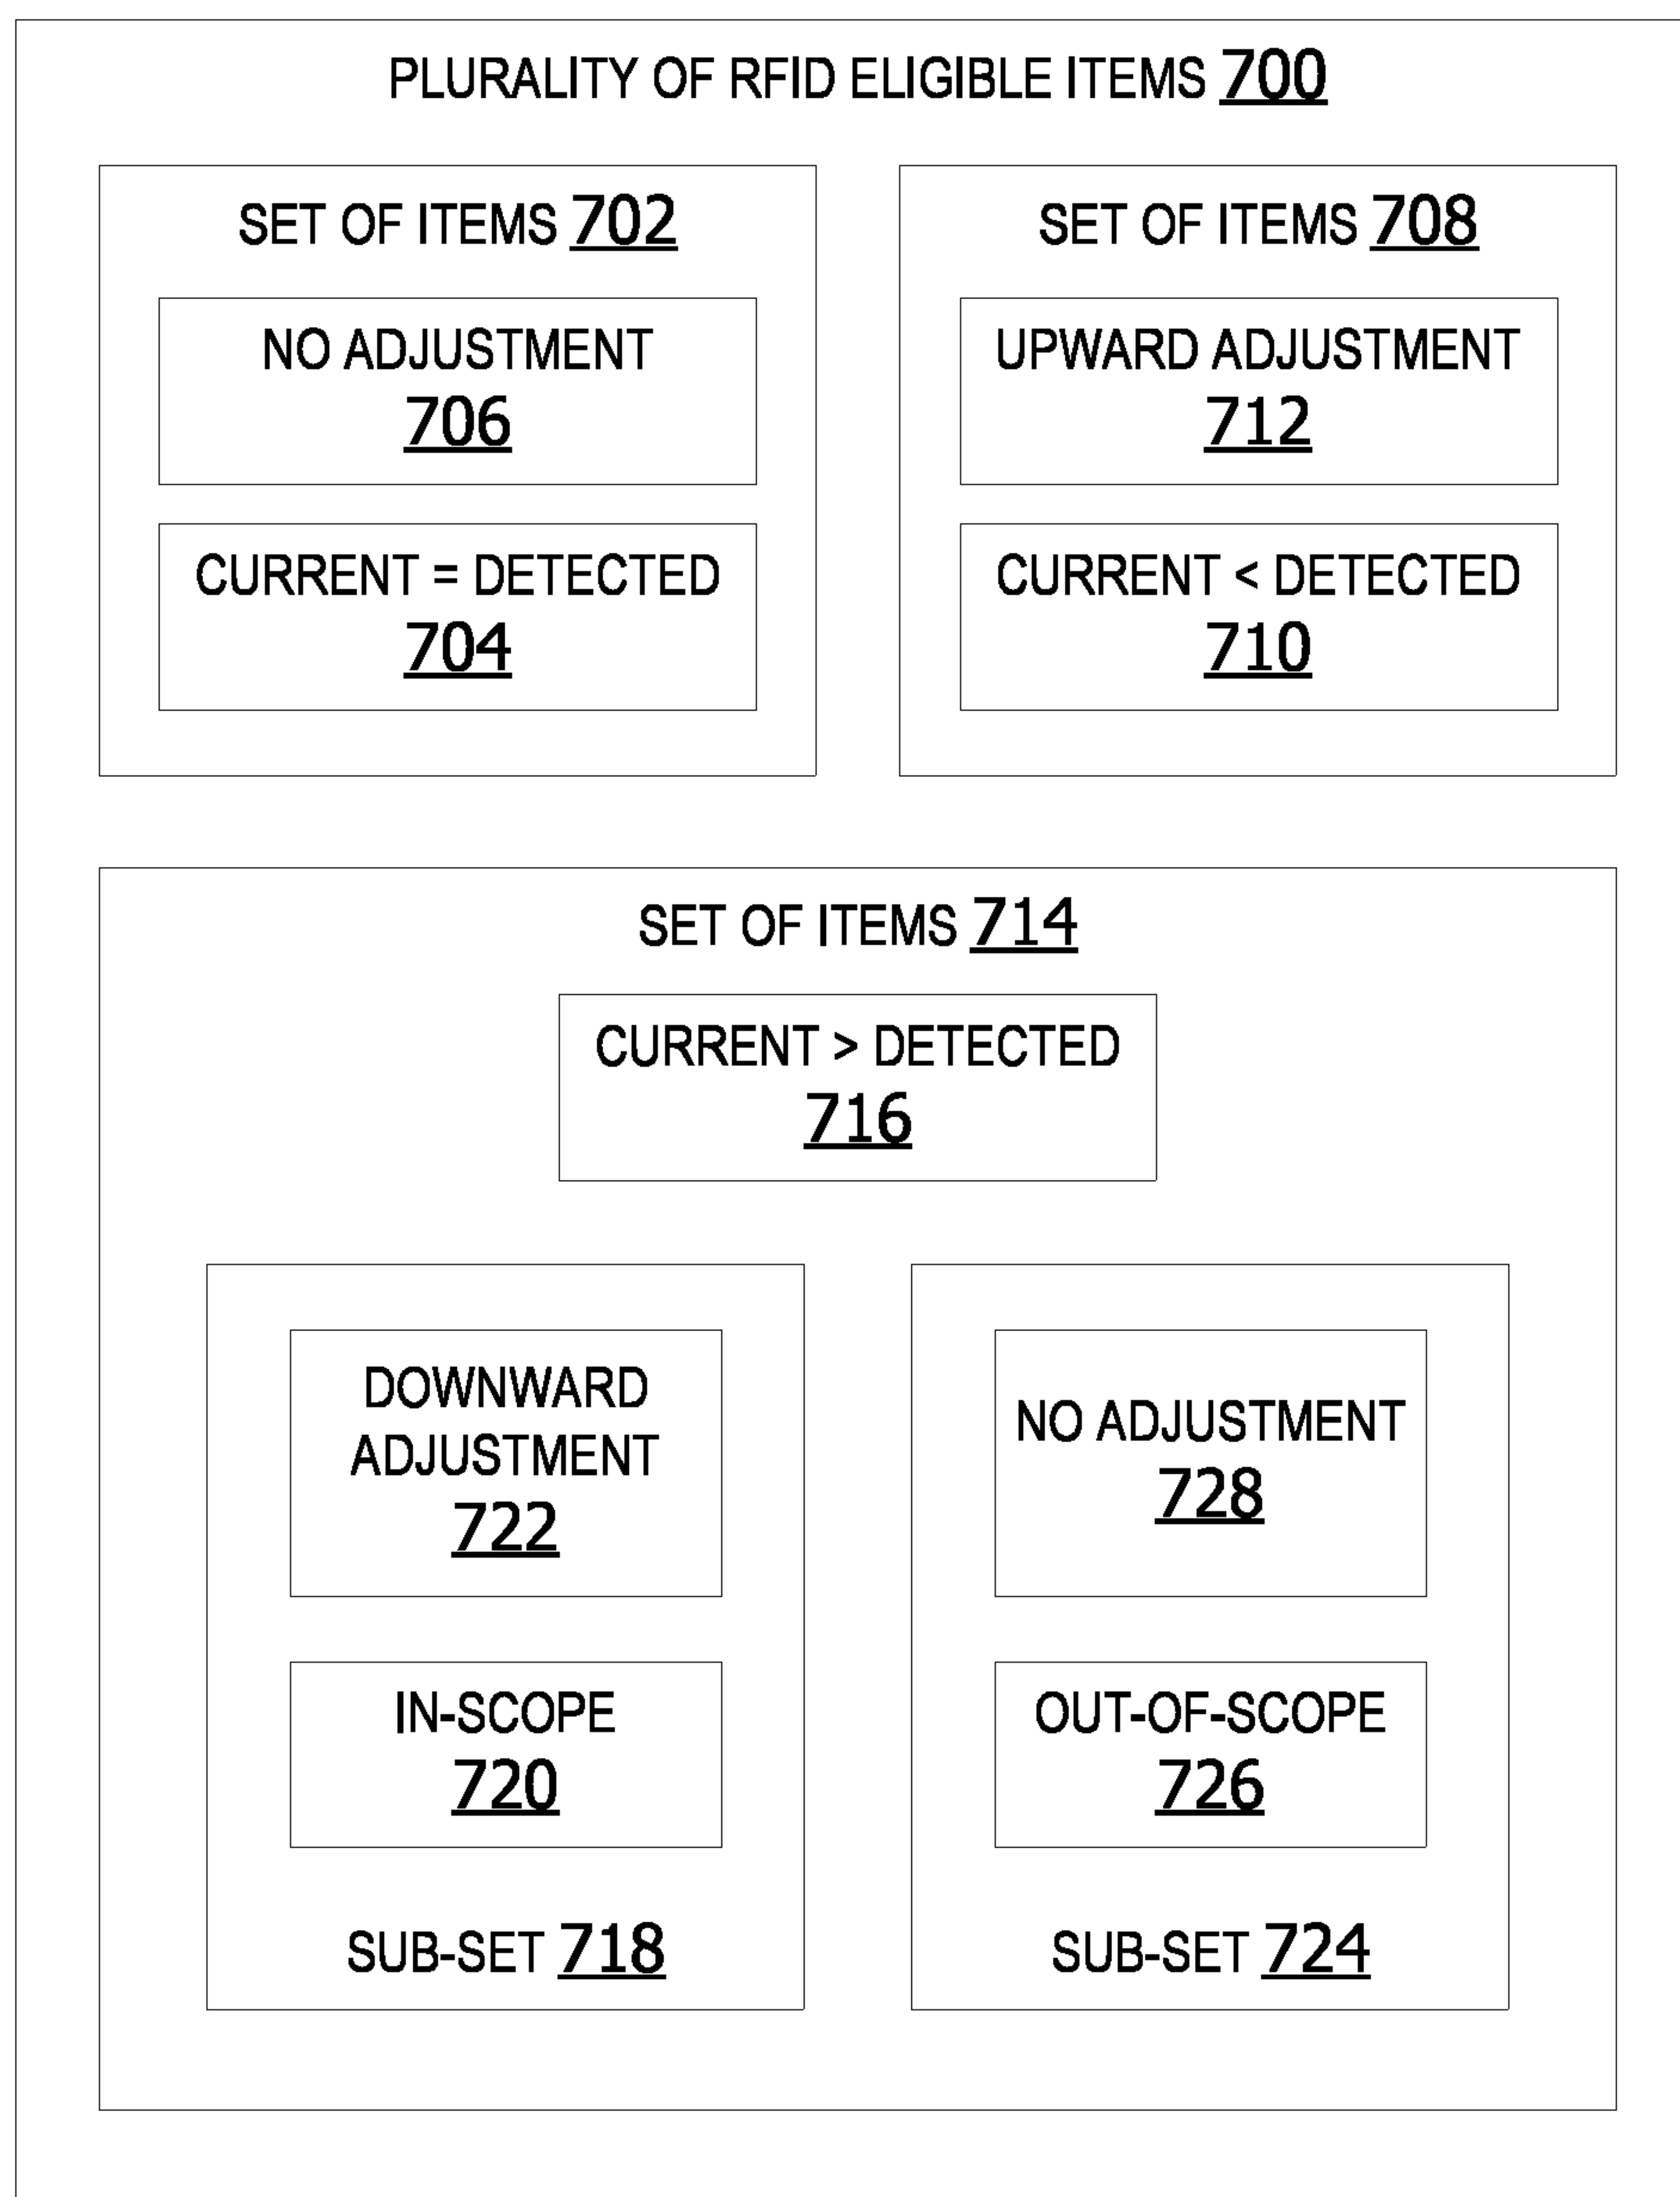 PLURALITY OF RFID ELIGIBLE ITEMS 700
SET OF ITEMS 702
NO ADJUSTMENT
706
CURRENT = DETECTED
704
SET OF ITEMS 708
UPWARD ADJUSTMENT
712
CURRENT < DETECTED
710
SET OF ITEMS 714
CURRENT > DETECTED
716
DOWNWARD
ADJUSTMENT
722
IN-SCOPE
720
SUB-SET 718
NO ADJUSTMENT
728
OUT-OF-SCOPE
726
SUB-SET 724